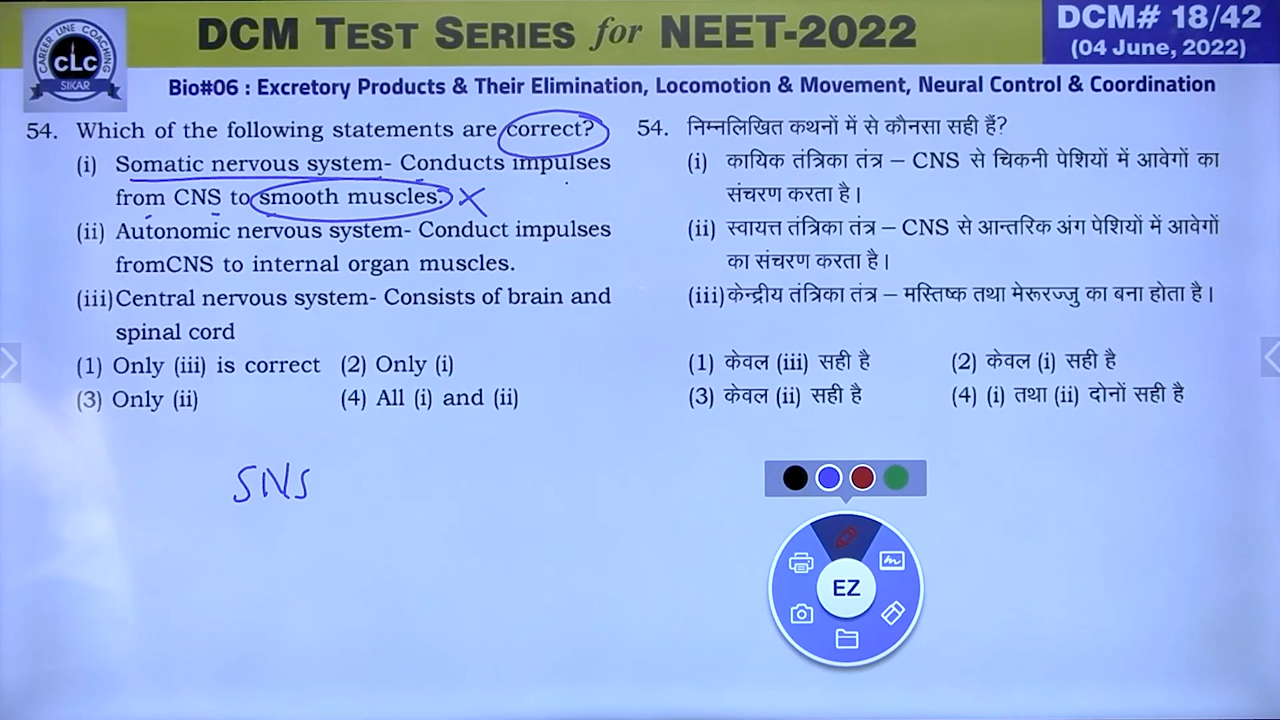 CAREER LINE COACHING
CLC
SIKAR
DCM TEST SERIES for NEET-2022
DCM# 18/42
(04 June, 2022)
Bio#06 : Excretory Products & Their Elimination, Locomotion & Movement, Neural Control & Coordination
54. Which of the following statements are correct?
(i) Somatic nervous system- Conducts impulses
from CNS to smooth muscles.
(ii) Autonomic nervous system- Conduct impulses
fromCNS to internal organ muscles.
(iii)Central nervous system- Consists of brain and
spinal cord
(1) Only (iii) is correct (2) Only (i)
(3) Only (ii) (4) All (i) and (ii)
SNS
54. निम्नलिखित कथनों में से कौनसा सही हैं?
(i) कायिक तंत्रिका तंत्र – CNS से चिकनी पेशियों में आवेगों का
संचरण करता है।
(ii) स्वायत्त तंत्रिका तंत्र – CNS से आन्तरिक अंग पेशियों में आवेगों
का संचरण करता है।
(iii) केन्द्रीय तंत्रिका तंत्र – मस्तिष्क तथा मेरूरज्जु का बना होता है।
(1) केवल (iii) सही है (2) केवल (i) सही है
(3) केवल (ii) सही है (4) (i) तथा (ii) दोनों सही है
EZ